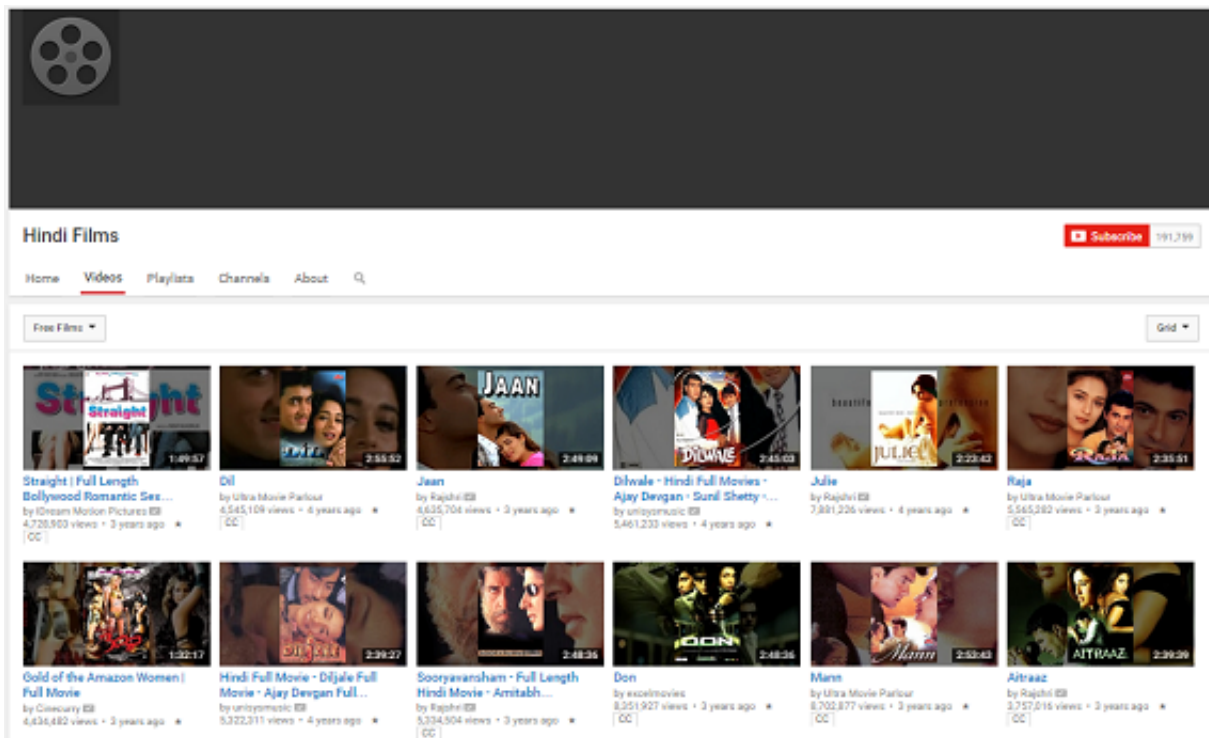 Hindi Films
Subscribe 191,759
Home Videos Playlists Channels About
Free Films
Grid
Straight
1:49:57
2:55:52
JAAN
2:49:09
DILWALE
2:45:03
JULIE
2:23:42
2:35:51
Straight | Full Length
Bollywood Romantic Sex...
by iDream Motion Pictures
4,728,903 views • 3 years ago
CC
Dil
by Ultra Movie Parlour
4,545,109 views • 4 years ago
CC
Jaan
by Rajshri
4,635,704 views • 3 years ago
CC
Dilwale - Hindi Full Movies -
Ajay Devgan - Sunil Shetty -...
by unisysmusic
5,461,233 views • 4 years ago
Julie
by Rajshri
7,881,226 views • 4 years ago
Raja
by Ultra Movie Parlour
5,565,282 views • 3 years ago
CC
1:32:17
DILJALE
2:39:27
2:48:36
DON
2:48:36
Mann
2:53:43
AITRAAZ
2:39:39
Gold of the Amazon Women |
Full Movie
by Cinecurry
4,434,482 views • 3 years ago
Hindi Full Movie - Diljale Full
Movie - Ajay Devgan Full...
by unisysmusic
5,322,311 views • 4 years ago
Sooryavansham - Full Length
Hindi Movie - Amitabh...
by Rajshri
5,334,504 views • 3 years ago
CC
Don
by excelmovies
8,351,927 views • 3 years ago
CC
Mann
by Ultra Movie Parlour
8,702,877 views • 3 years ago
CC
Aitraaz
by Rajshri
3,757,016 views • 3 years ago
CC